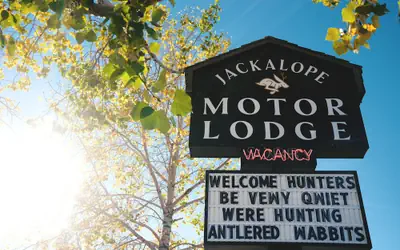 JACKALOPE
MOTOR
LODGE
VACANCY
WELCOME HUNTERS
BE VEWY QWIET
WERE HUNTING
ANTLERED WABBITS